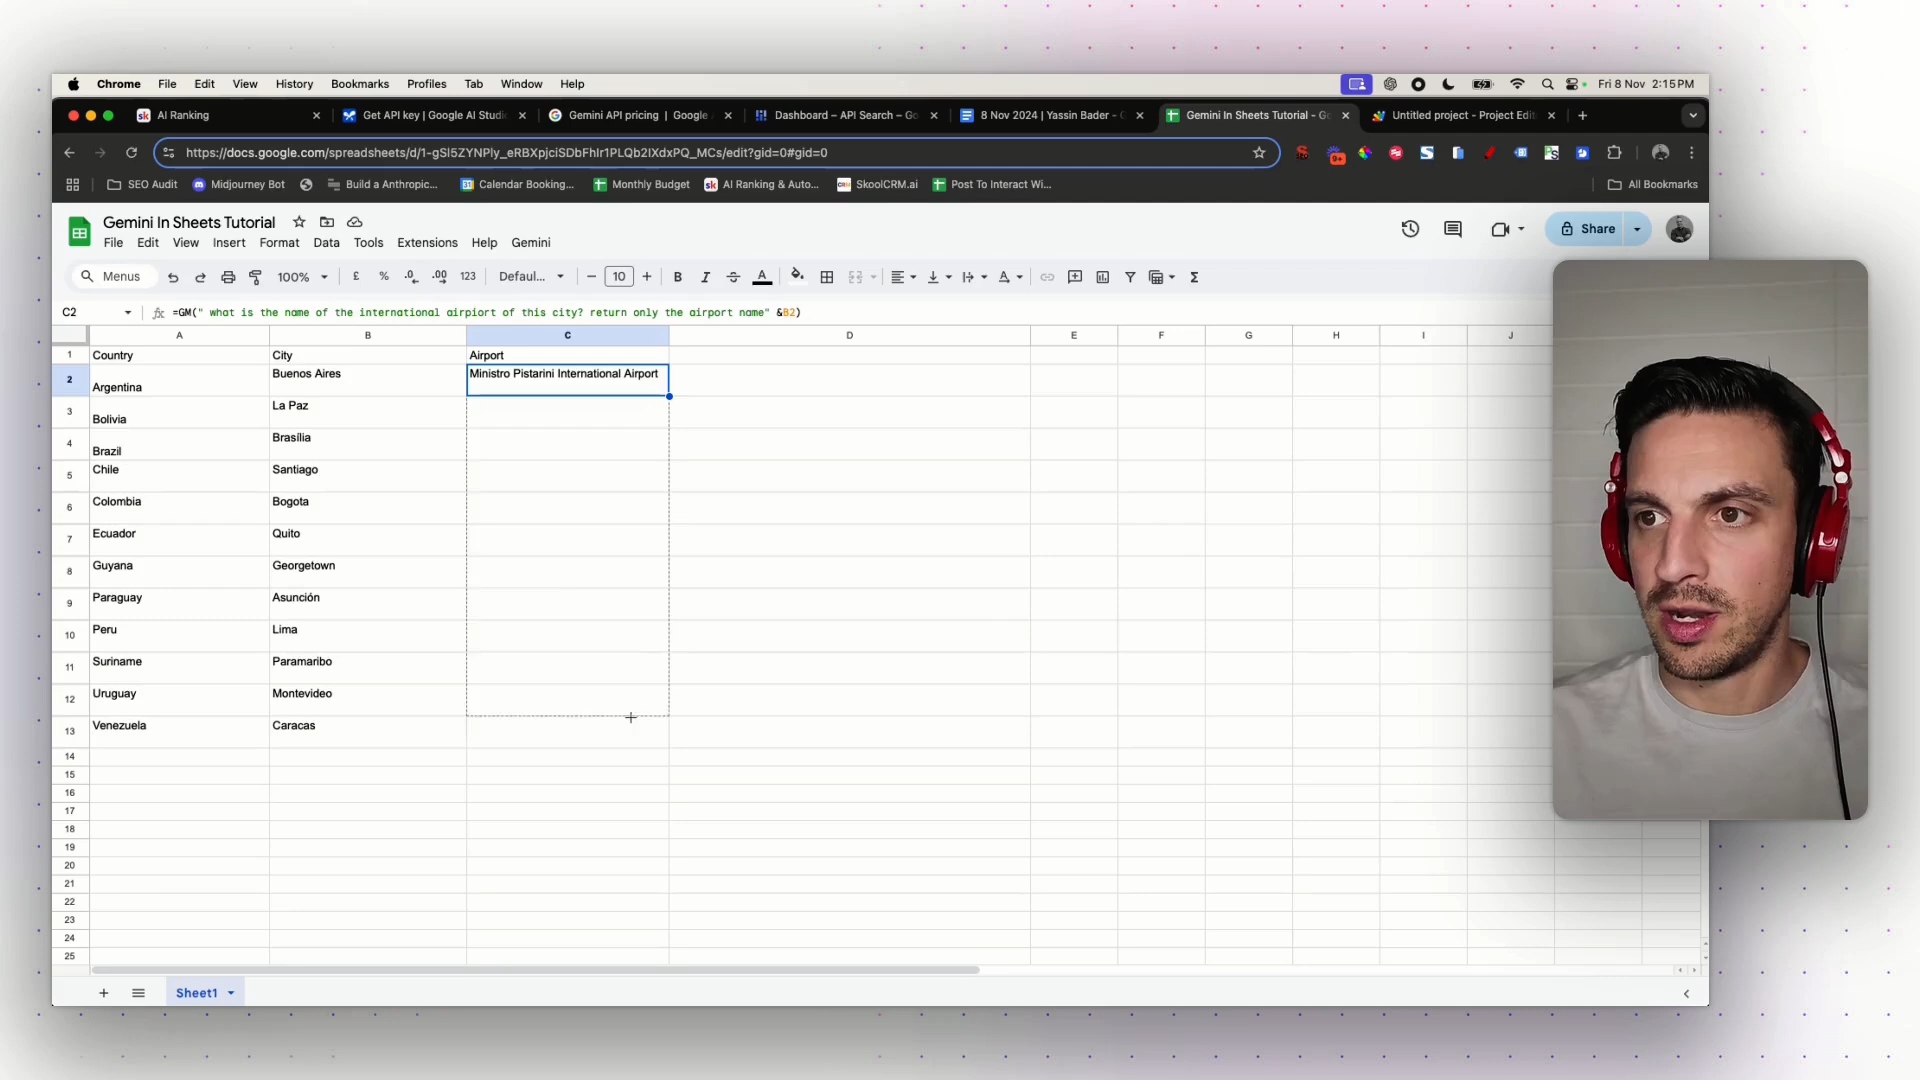 Chrome File Edit View History Bookmarks Profiles Tab Window Help
Fri 8 Nov 2:15 PM
AI Ranking
Get API key | Google AI Studi
Gemini API pricing | Google
Dashboard – API Search – Go
8 Nov 2024 | Yassin Bader - G
Gemini In Sheets Tutorial - Go
Untitled project - Project Edit
https://docs.google.com/spreadsheets/d/1-gSI5ZYNPly_eRBXpjciSDbFhIr1PLQb2IXdxPQ_MCs/edit?gid=0#gid=0
9+
SEO Audit
Midjourney Bot
Build a Anthropic...
Calendar Booking...
Monthly Budget
AI Ranking & Auto...
SkoolCRM.ai
Post To Interact Wi...
All Bookmarks
Gemini In Sheets Tutorial
File Edit View Insert Format Data Tools Extensions Help Gemini
Share
Menus
100%
£ % .0 .00 123
Defaul...
10
B I A
C2
=GM(" what is the name of the international airpiort of this city? return only the airport name" &B2)
A B C D E F G H I J
1 Country City Airport
2 Argentina Buenos Aires Ministro Pistarini International Airport
3 Bolivia La Paz
4 Brazil Brasília
5 Chile Santiago
6 Colombia Bogota
7 Ecuador Quito
8 Guyana Georgetown
9 Paraguay Asunción
10 Peru Lima
11 Suriname Paramaribo
12 Uruguay Montevideo
13 Venezuela Caracas
14
15
16
17
18
19
20
21
22
23
24
25
Sheet1